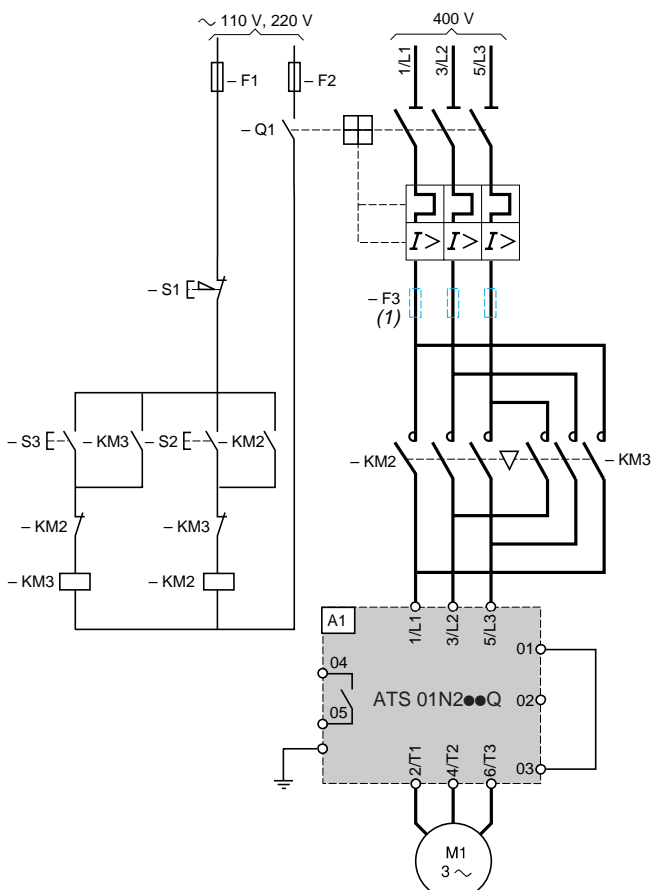 ∼ 110 V, 220 V
400 V
1/L1
3/L2
5/L3
– F1
– F2
– Q1
I>
I>
I>
– S1
– F3
(1)
– S3
– KM3
– S2
– KM2
– KM2
– KM3
– KM2
– KM3
– KM3
– KM2
A1
1/L1
3/L2
5/L3
01
04
ATS 01N2●●Q
02
05
2/T1
4/T2
6/T3
03
M1
3 ∼